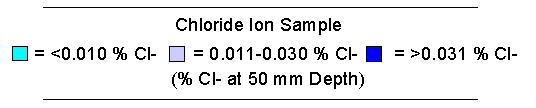 Chloride Ion Sample
= <0.010 % Cl- = 0.011-0.030 % Cl- = >0.031 % Cl-
(% Cl- at 50 mm Depth)